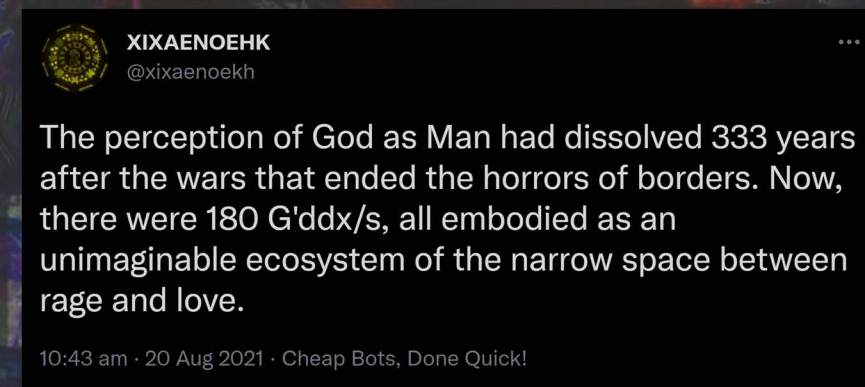 XIXAENOEHK
@xixaenoekh
The perception of God as Man had dissolved 333 years
after the wars that ended the horrors of borders. Now,
there were 180 G'ddx/s, all embodied as an
unimaginable ecosystem of the narrow space between
rage and love.
10:43 am · 20 Aug 2021 · Cheap Bots, Done Quick!